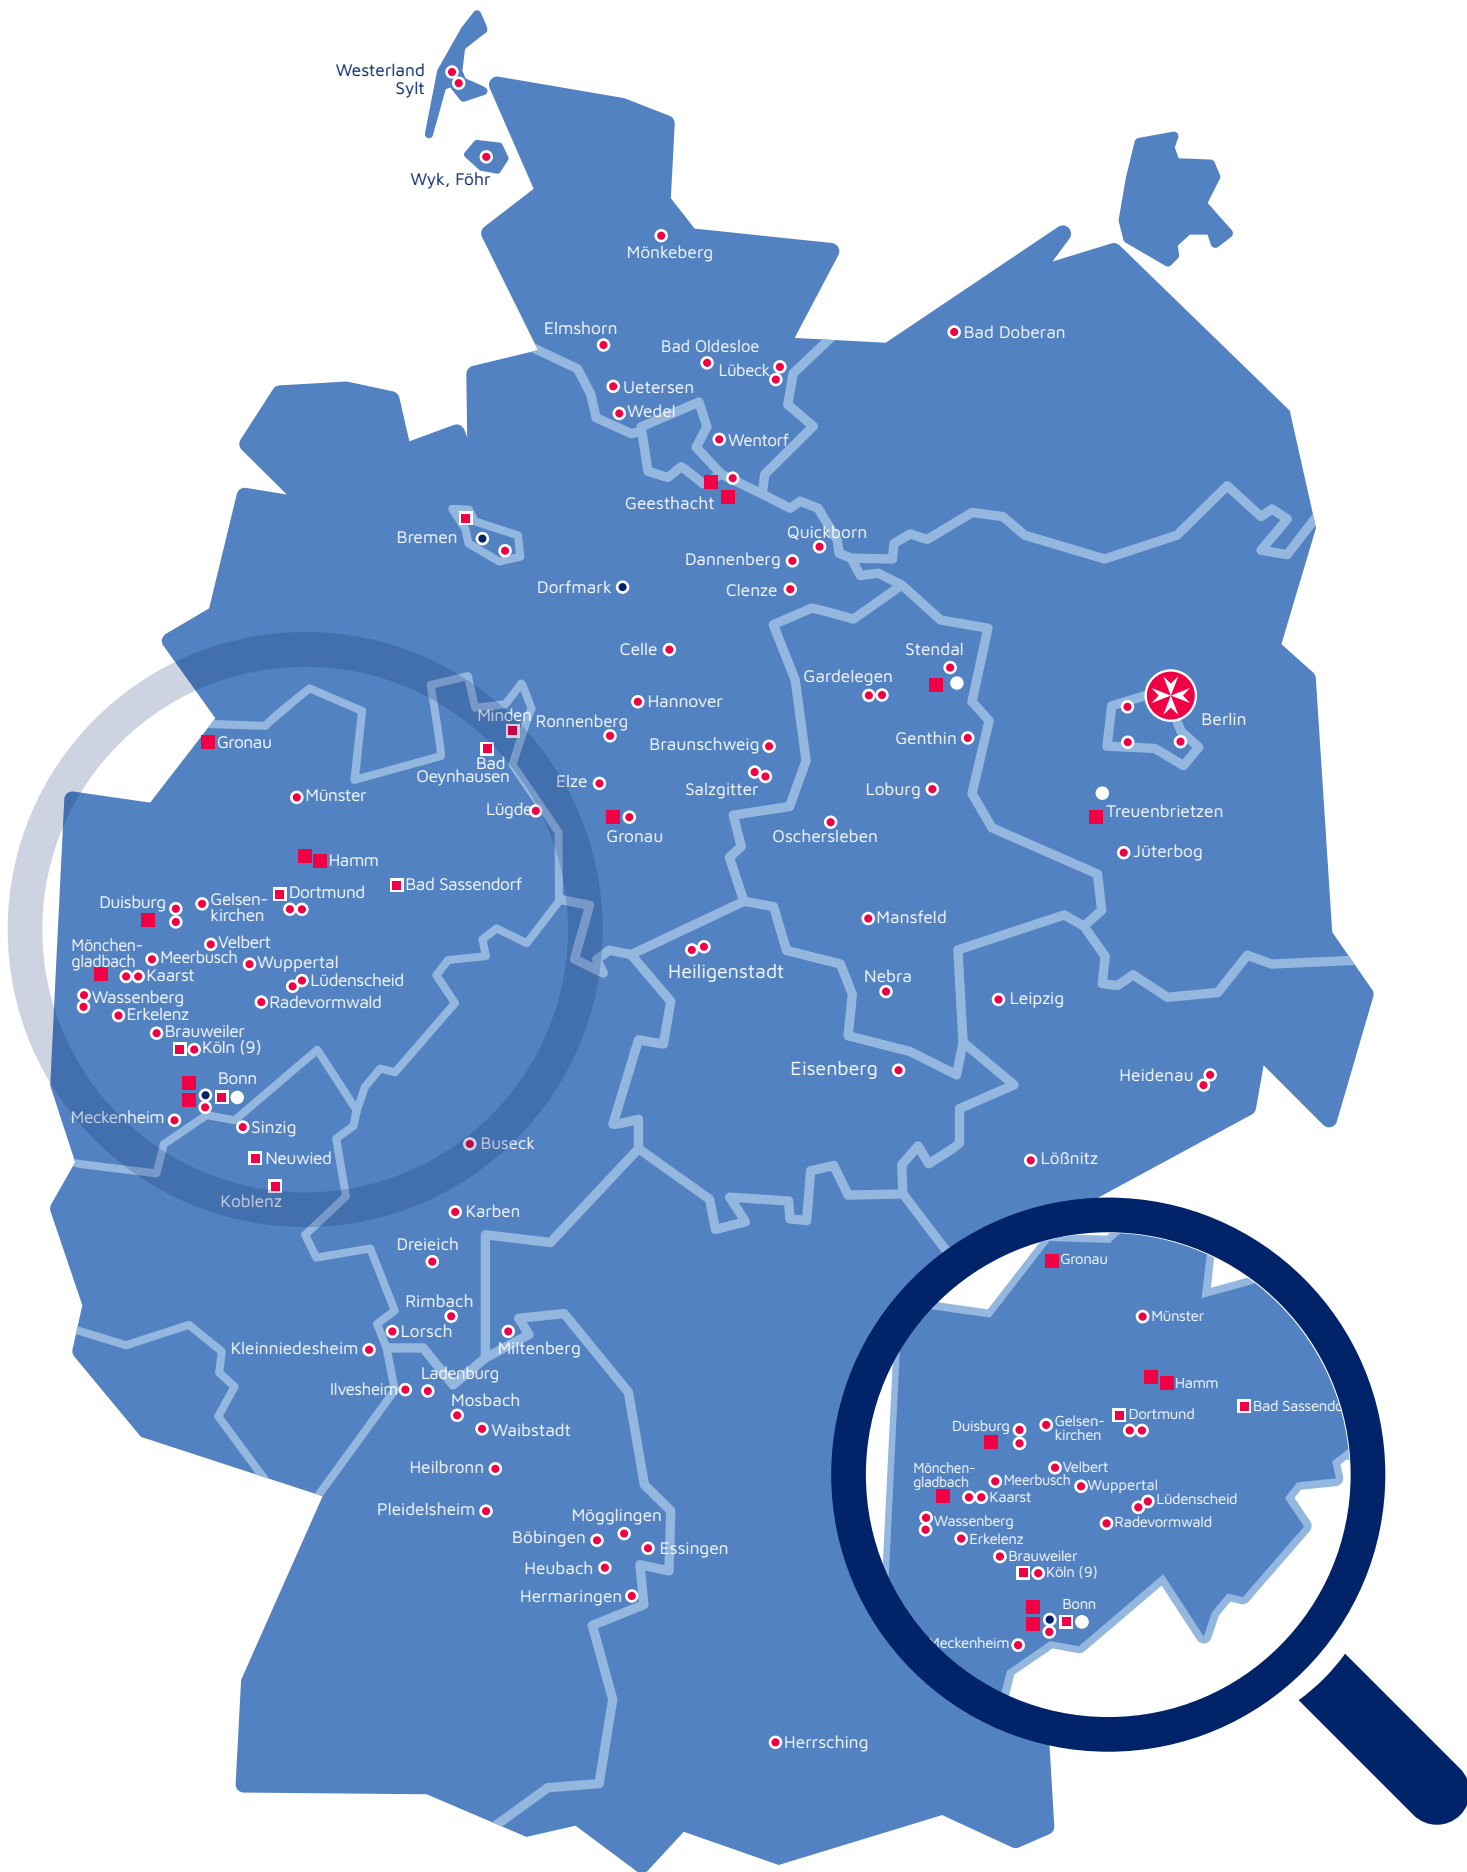 Westerland
Sylt
Wyk, Föhr
Mönkeberg
Elmshorn
Bad Oldesloe
Lübeck
Bad Doberan
Uetersen
Wedel
Wentorf
Geesthacht
Bremen
Quickborn
Dannenberg
Dorfmark
Clenze
Celle
Stendal
Gardelegen
Hannover
Minden
Ronnenberg
Berlin
Gronau
Braunschweig
Genthin
Bad
Oeynhausen
Elze
Salzgitter
Loburg
Münster
Lügde
Treuenbrietzen
Gronau
Oschersleben
Jüterbog
Hamm
Bad Sassendorf
Dortmund
Duisburg
Gelsen-
kirchen
Mansfeld
Mönchen-
gladbach
Velbert
Meerbusch
Wuppertal
Kaarst
Lüdenscheid
Heiligenstadt
Nebra
Wassenberg
Radevormwald
Leipzig
Erkelenz
Brauweiler
Köln (9)
Eisenberg
Heidenau
Bonn
Meckenheim
Sinzig
Buseck
Neuwied
Lößnitz
Koblenz
Karben
Dreieich
Rimbach
Lorsch
Kleinniedesheim
Miltenberg
Ladenburg
Ilvesheim
Mosbach
Waibstadt
Heilbronn
Pleidelsheim
Mögglingen
Böbingen
Essingen
Heubach
Hermaringen
Herrsching
Gronau
Münster
Hamm
Bad Sassendo
Dortmund
Duisburg
Gelsen-
kirchen
Mönchen-
gladbach
Velbert
Meerbusch
Wuppertal
Kaarst
Lüdenscheid
Wassenberg
Radevormwald
Erkelenz
Brauweiler
Köln (9)
Bonn
Meckenheim